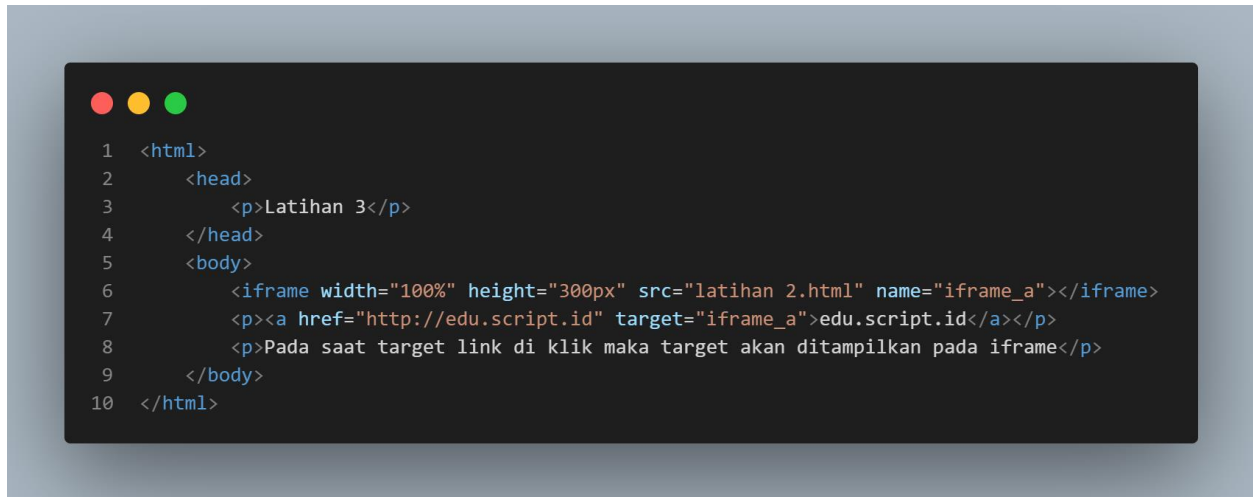 1 <html>
2 <head>
3 <p>Latihan 3</p>
4 </head>
5 <body>
6 <iframe width="100%" height="300px" src="latihan 2.html" name="iframe_a"></iframe>
7 <p><a href="http://edu.script.id" target="iframe_a">edu.script.id</a></p>
8 <p>Pada saat target link di klik maka target akan ditampilkan pada iframe</p>
9 </body>
10 </html>